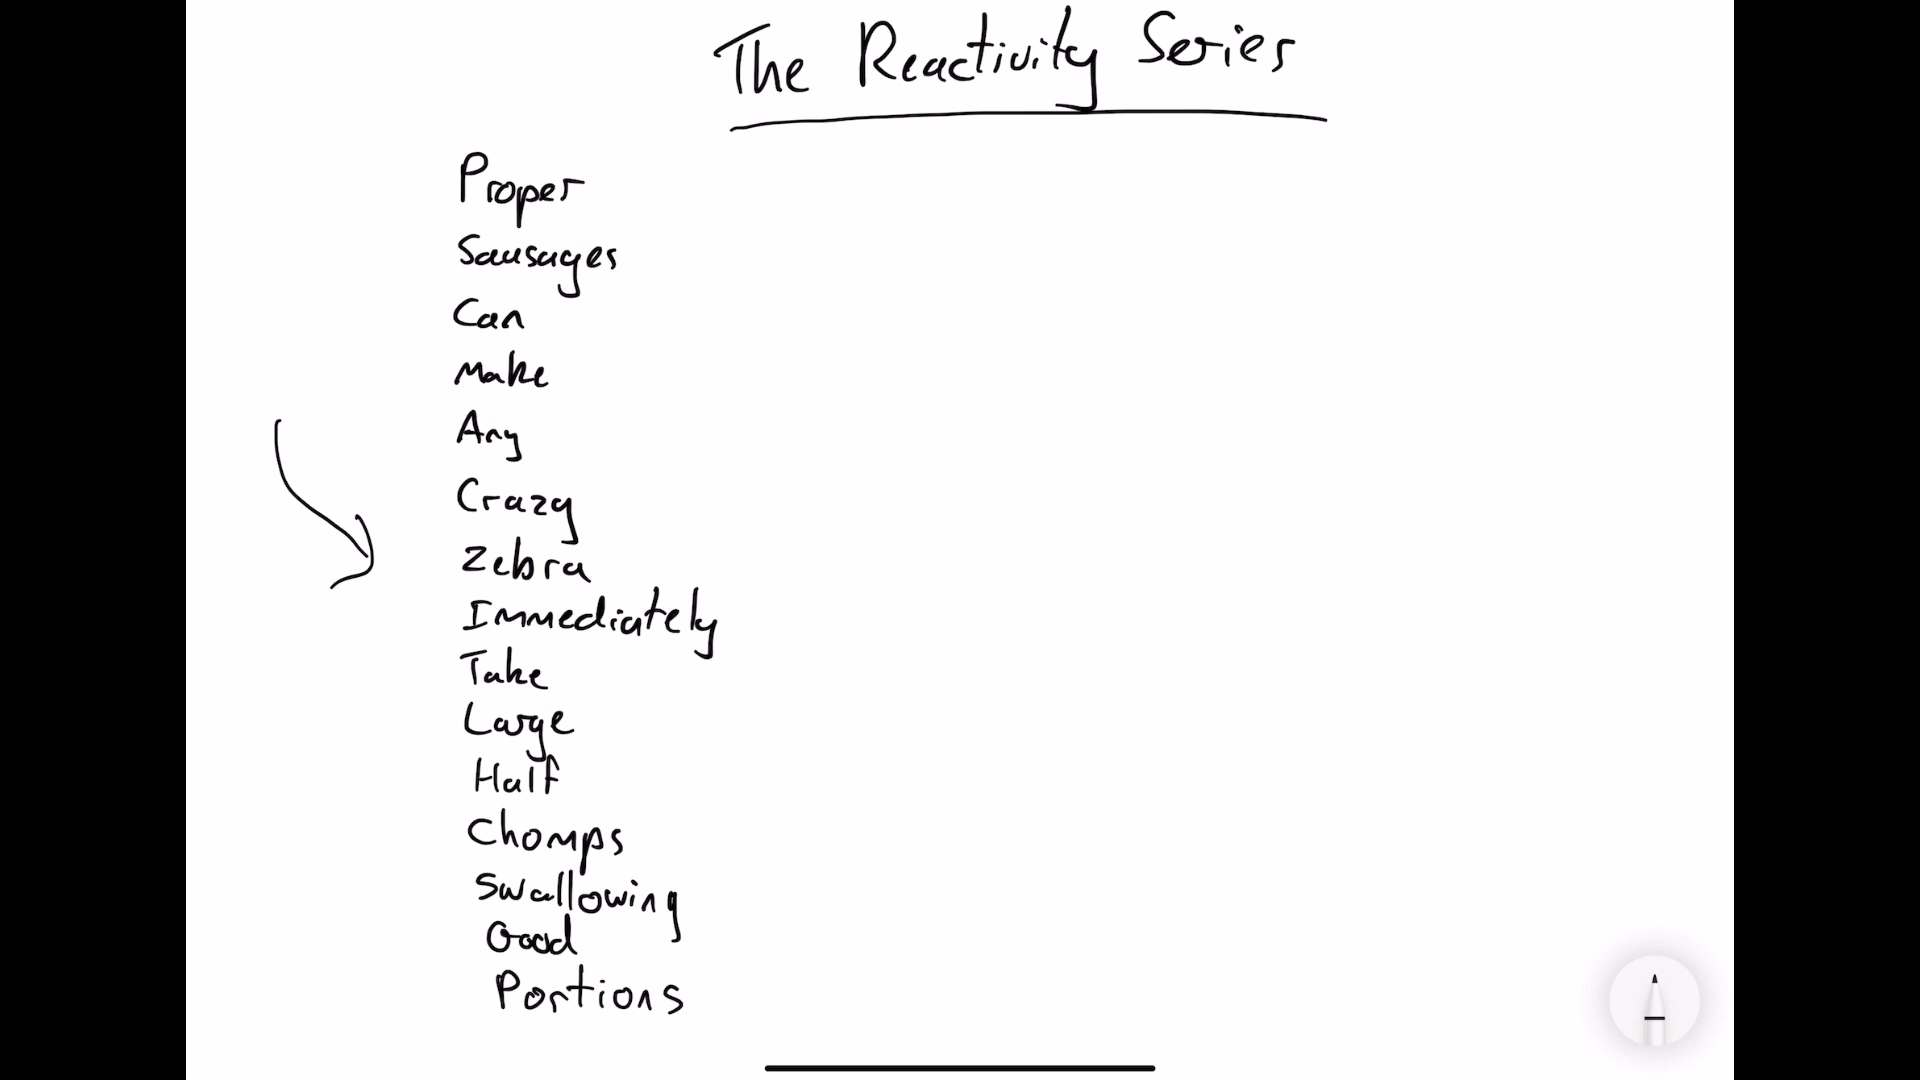 The Reactivity Series
Proper
Sausages
Can
Make
Any
Crazy
Zebra
Immediately
Take
Large
Half
Chomps
Swallowing
Good
Portions